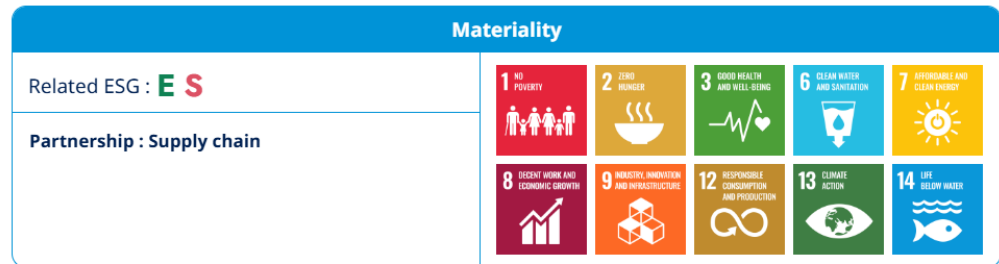 Materiality
Related ESG : E S
Partnership : Supply chain
1 NO
POVERTY
2 ZERO
HUNGER
3 GOOD HEALTH
AND WELL-BEING
6 CLEAN WATER
AND SANITATION
7 AFFORDABLE AND
CLEAN ENERGY
8 DECENT WORK AND
ECONOMIC GROWTH
9 INDUSTRY, INNOVATION
AND INFRASTRUCTURE
12 RESPONSIBLE
CONSUMPTION
AND PRODUCTION
13 CLIMATE
ACTION
14 LIFE
BELOW WATER